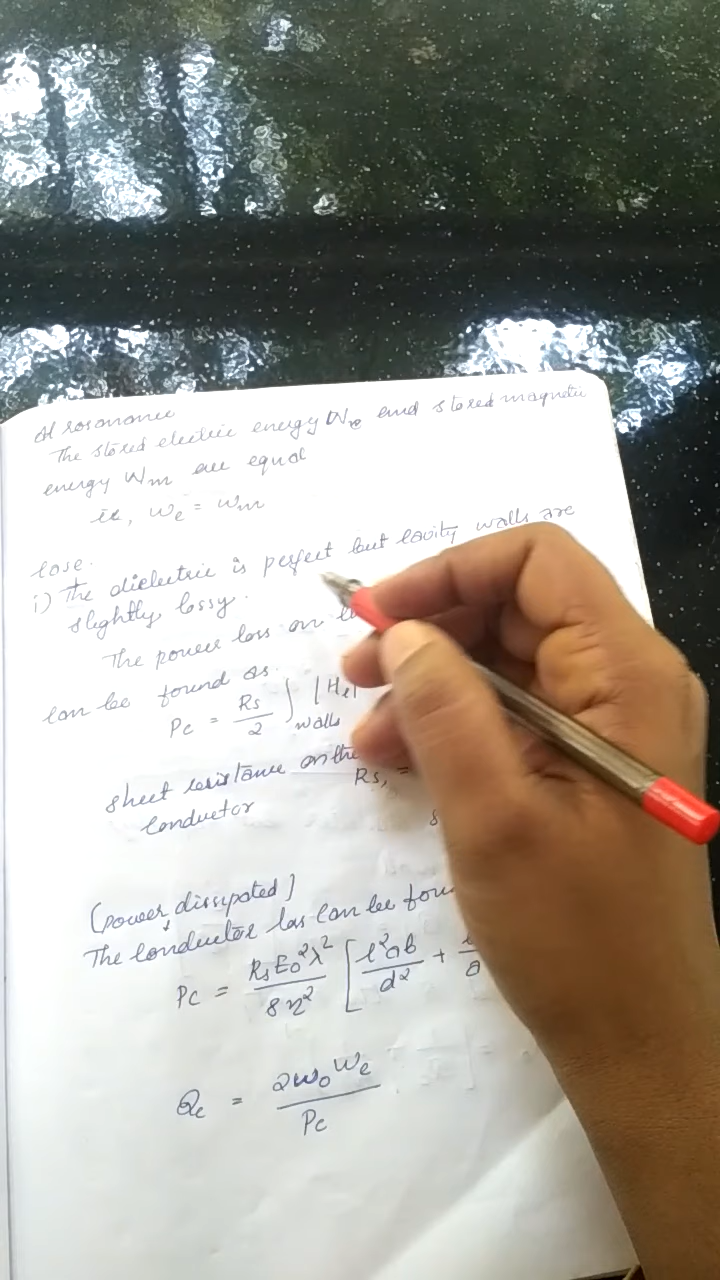 At resonance
The stored electric energy We and stored magnetic
energy Wm are equal
ie, We = Wm
case.
i) The dielectric is perfect but cavity walls are
slightly lossy.
The power loss on
can be found as.
Pc = Rs/2 ∫walls |Ht|
sheet resistance on the
conductor
Rs, =
(power dissipated)
The conductor loss can be foun
Pc = RsE0²λ²/8η² [l²ab/d² +
Qc = 2ω0We/Pc